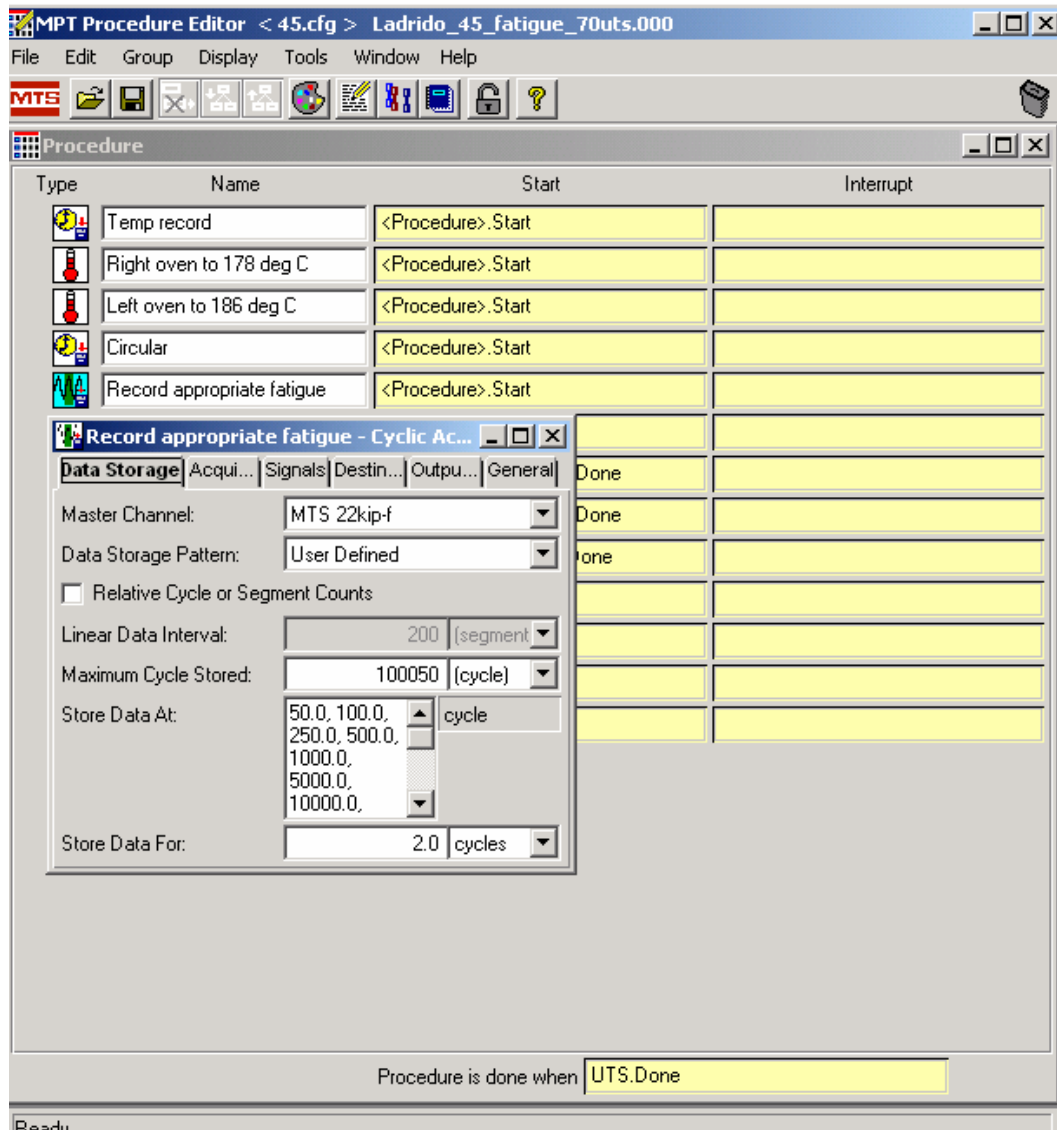 MPT Procedure Editor < 45.cfg > Ladrido_45_fatigue_70uts.000
File Edit Group Display Tools Window Help
MTS
Procedure
Type Name Start Interrupt
Temp record <Procedure>.Start
Right oven to 178 deg C <Procedure>.Start
Left oven to 186 deg C <Procedure>.Start
Circular <Procedure>.Start
Record appropriate fatigue <Procedure>.Start
Record appropriate fatigue - Cyclic Ac...
Data Storage Acqui... Signals Destin... Outpu... General Done
Master Channel: MTS 22kip-f Done
Data Storage Pattern: User Defined one
Relative Cycle or Segment Counts
Linear Data Interval: 200 (segment
Maximum Cycle Stored: 100050 (cycle)
Store Data At: 50.0, 100.0, cycle
250.0, 500.0,
1000.0,
5000.0,
10000.0,
Store Data For: 2.0 cycles
Procedure is done when UTS.Done
Ready